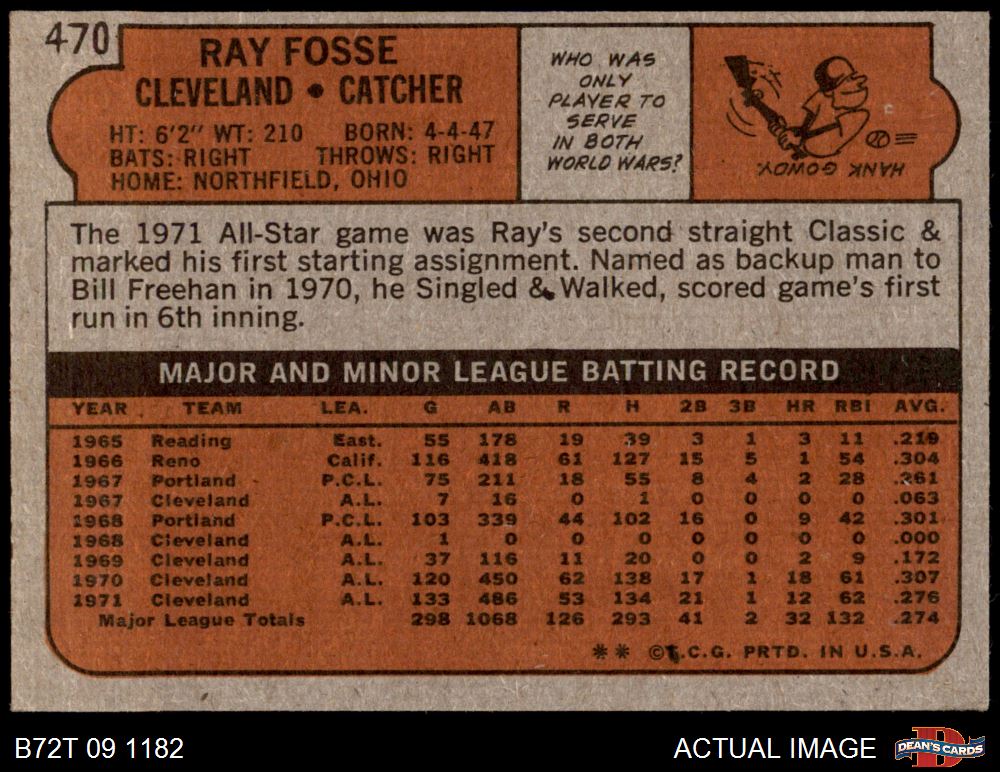 470
RAY FOSSE
CLEVELAND • CATCHER
HT: 6'2" WT: 210 BORN: 4-4-47
BATS: RIGHT THROWS: RIGHT
HOME: NORTHFIELD, OHIO
WHO WAS
ONLY
PLAYER TO
SERVE
IN BOTH
WORLD WARS?
HANK GOWDY.
The 1971 All-Star game was Ray's second straight Classic &
marked his first starting assignment. Named as backup man to
Bill Freehan in 1970, he Singled & Walked, scored game's first
run in 6th inning.
MAJOR AND MINOR LEAGUE BATTING RECORD
YEAR TEAM LEA. G AB R H 2B 3B HR RBI AVG.
1965 Reading East. 55 178 19 39 3 1 3 11 .219
1966 Reno Calif. 116 418 61 127 15 5 1 54 .304
1967 Portland P.C.L. 75 211 18 55 8 4 2 28 .261
1967 Cleveland A.L. 7 16 0 1 0 0 0 0 .063
1968 Portland P.C.L. 103 339 44 102 16 0 9 42 .301
1968 Cleveland A.L. 1 0 0 0 0 0 0 0 .000
1969 Cleveland A.L. 37 116 11 20 0 0 2 9 .172
1970 Cleveland A.L. 120 450 62 138 17 1 18 61 .307
1971 Cleveland A.L. 133 486 53 134 21 1 12 62 .276
Major League Totals 298 1068 126 293 41 2 32 132 .274
** ©T.C.G. PRTD. IN U.S.A.
B72T 09 1182 ACTUAL IMAGE
D
DEAN'S CARDS